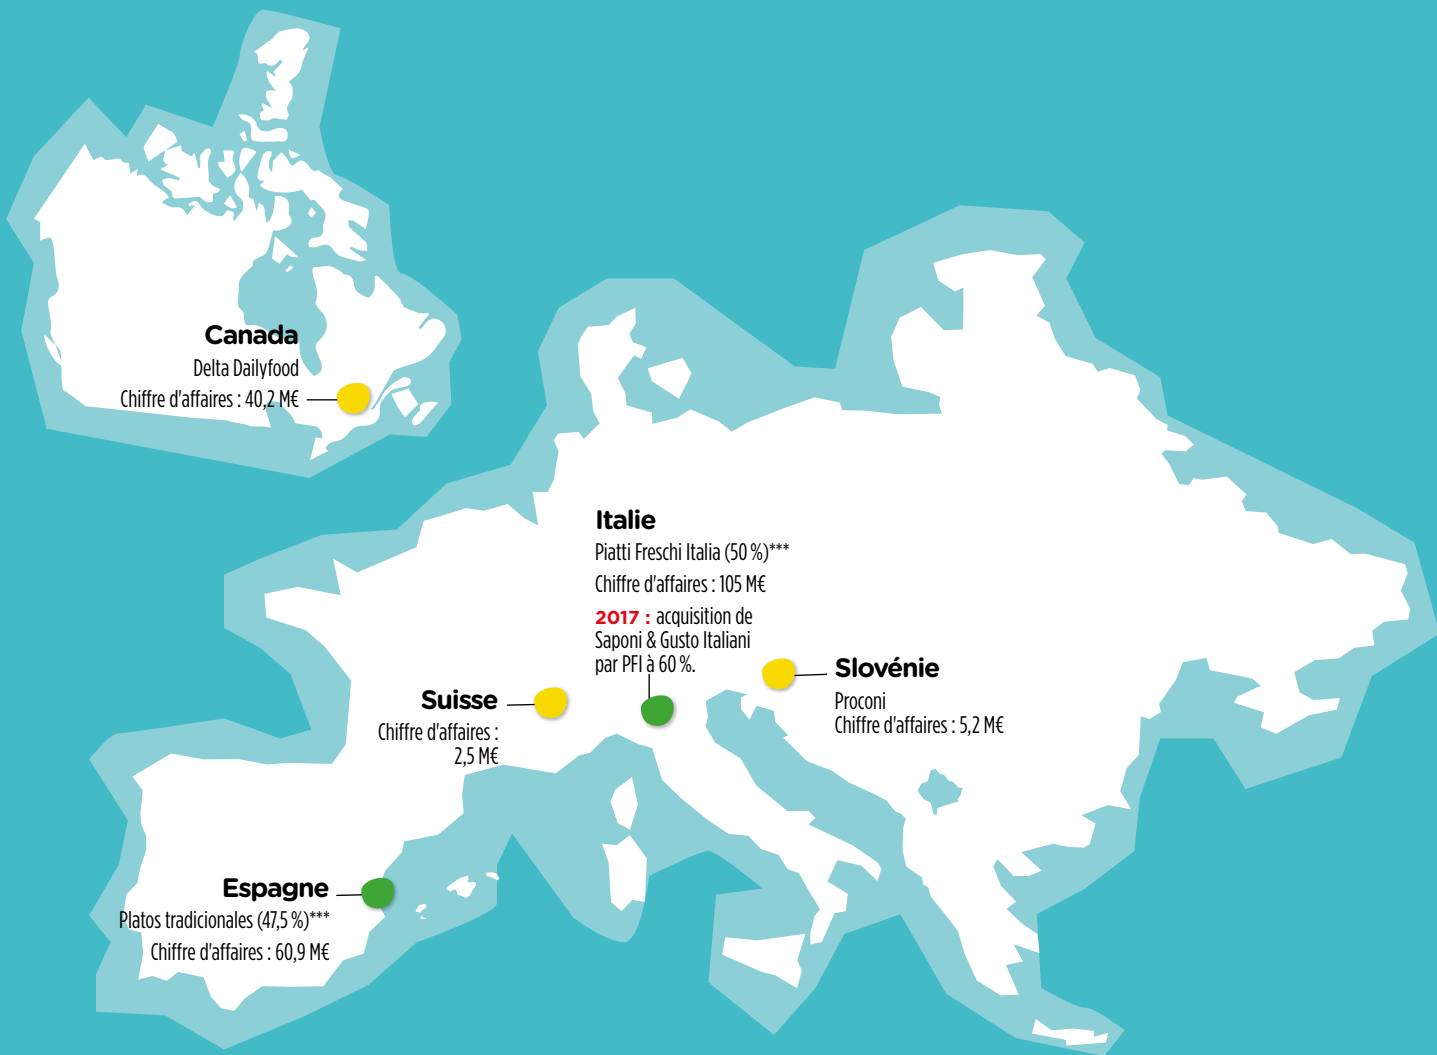 Canada
Delta Dailyfood
Chiffre d'affaires : 40,2 M€
Italie
Piatti Freschi Italia (50 %)***
Chiffre d'affaires : 105 M€
2017 : acquisition de
Saponi & Gusto Italiani
par PFI à 60 %.
Slovénie
Proconi
Chiffre d'affaires : 5,2 M€
Suisse
Chiffre d'affaires :
2,5 M€
Espagne
Platos tradicionales (47,5 %)***
Chiffre d'affaires : 60,9 M€